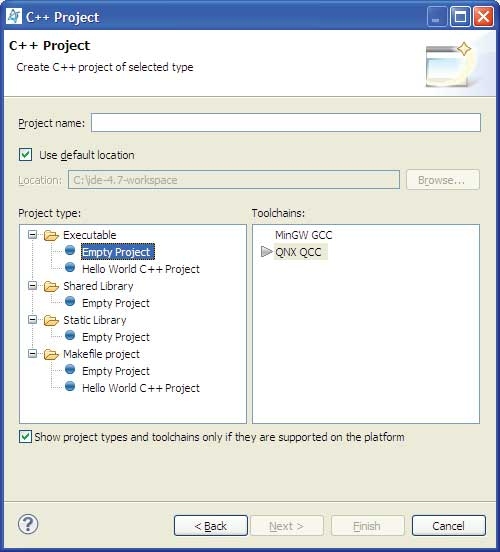 C++ Project
C++ Project
Create C++ project of selected type
Project name:
Use default location
Location: C:\ide-4.7-workspace Browse...
Project type:
Executable
Empty Project
Hello World C++ Project
Shared Library
Empty Project
Static Library
Empty Project
Makefile project
Empty Project
Hello World C++ Project
Toolchains:
MinGW GCC
QNX QCC
Show project types and toolchains only if they are supported on the platform
? < Back Next > Finish Cancel